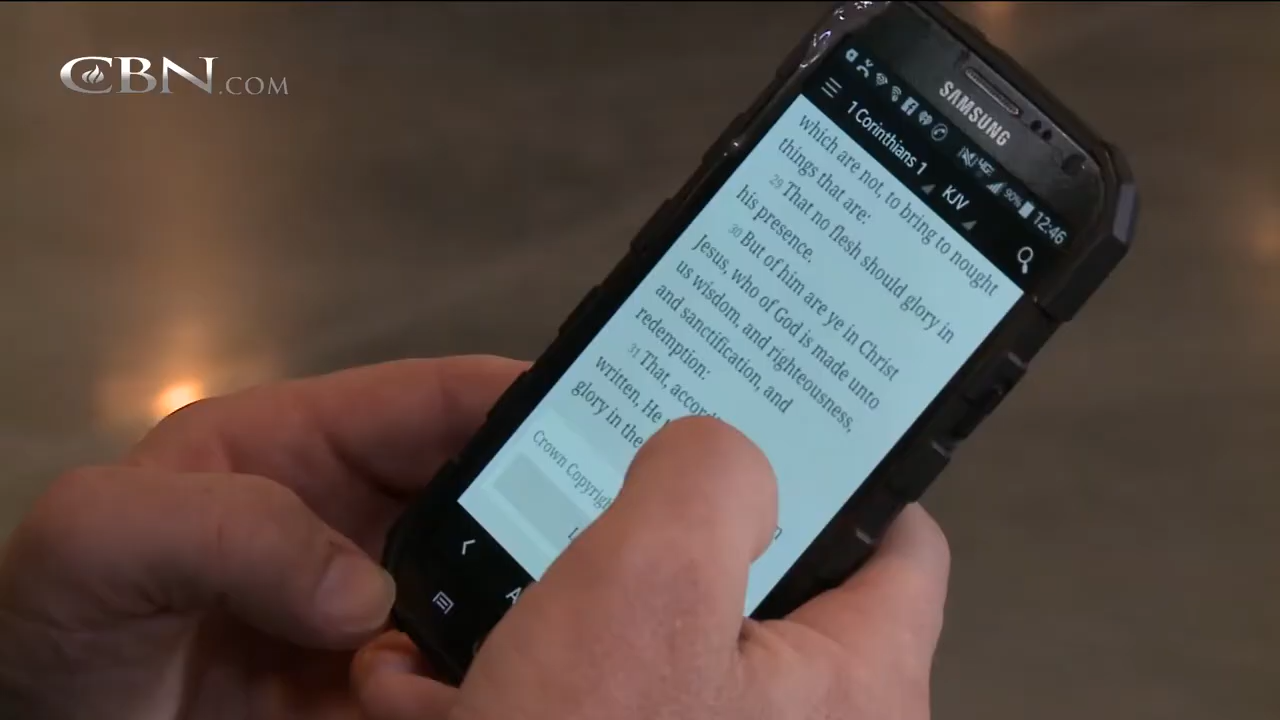 CBN.COM
SAMSUNG
90% 12:46
1 Corinthians 1 KJV
which are not, to bring to nought
things that are:
29 That no flesh should glory in
his presence.
30 But of him are ye in Christ
Jesus, who of God is made unto
us wisdom, and righteousness,
and sanctification, and
redemption:
31 That,
written, He
glory in the
Crown